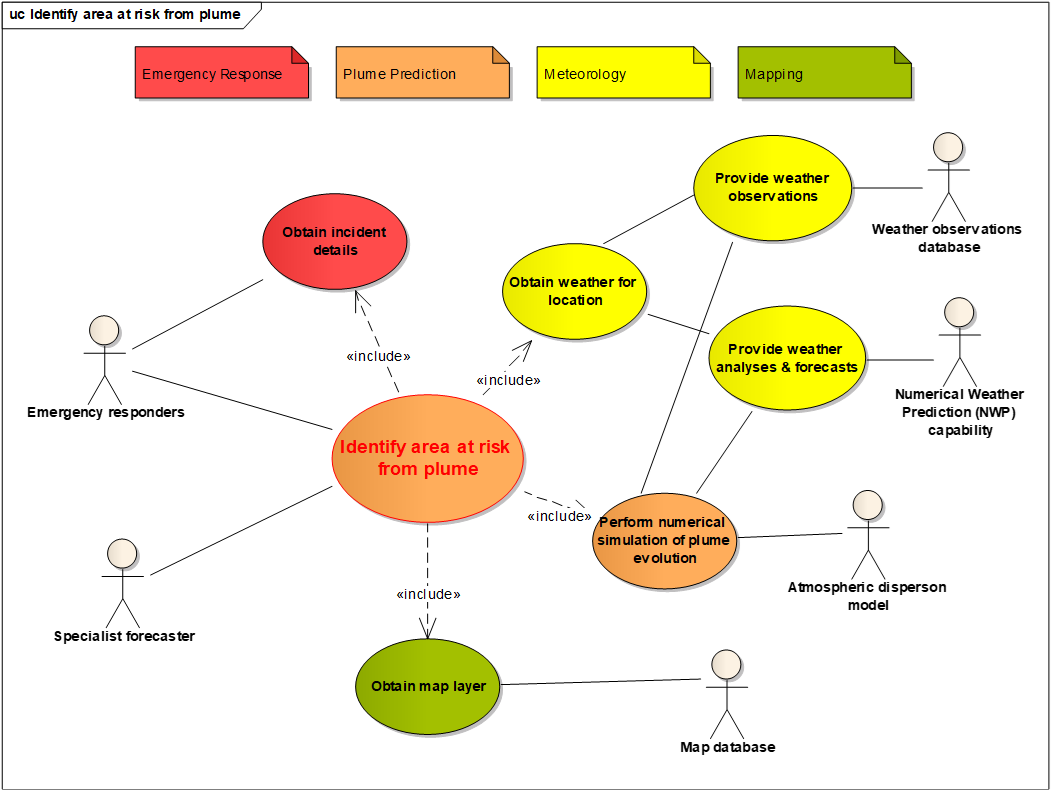 uc Identify area at risk from plume
Emergency Response
Plume Prediction
Meteorology
Mapping
Provide weather
observations
Weather observations
database
Obtain incident
details
Obtain weather for
location
Provide weather
analyses & forecasts
Numerical Weather
Prediction (NWP)
capability
«include»
«include»
Emergency responders
Identify area at risk
from plume
«include»
Perform numerical
simulation of plume
evolution
Atmospheric disperson
model
Specialist forecaster
«include»
Obtain map layer
Map database